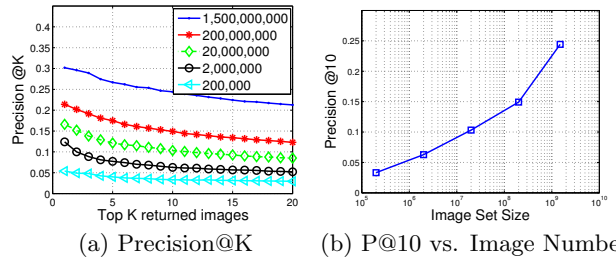 0.4
0.35
0.3
0.25
0.2
0.15
0.1
0.05
0
Precision @K
1,500,000,000
200,000,000
20,000,000
2,000,000
200,000
0 5 10 15 20
Top K returned images
(a) Precision@K
0.25
0.2
0.15
0.1
0.05
0
Precision @10
10^5 10^6 10^7 10^8 10^9 10^10
Image Set Size
(b) P@10 vs. Image Numbe